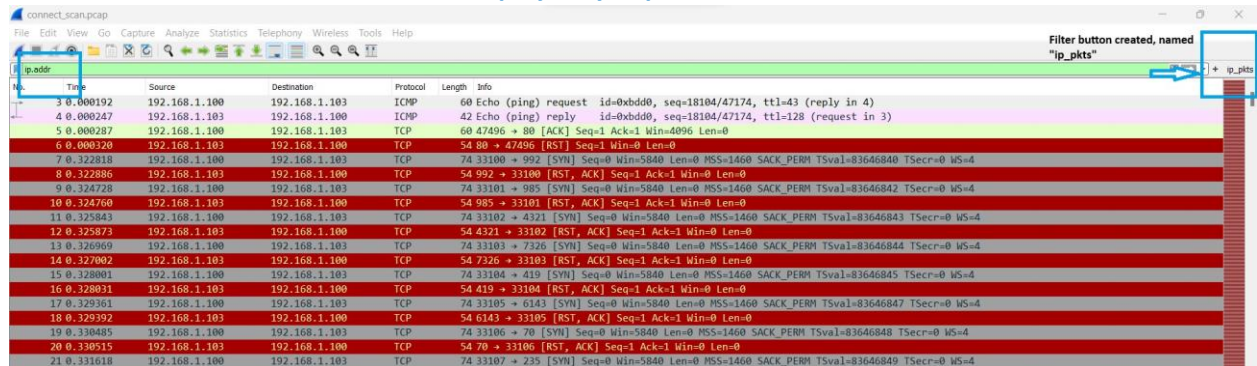 connect_scan.pcap
File Edit View Go Capture Analyze Statistics Telephony Wireless Tools Help
Filter button created, named
"ip_pkts"
ip.addr + ip_pkts
No. Time Source Destination Protocol Length Info
3 0.000192 192.168.1.100 192.168.1.103 ICMP 60 Echo (ping) request id=0xbdd0, seq=18104/47174, ttl=43 (reply in 4)
4 0.000247 192.168.1.103 192.168.1.100 ICMP 42 Echo (ping) reply id=0xbdd0, seq=18104/47174, ttl=128 (request in 3)
5 0.000287 192.168.1.100 192.168.1.103 TCP 60 47496 → 80 [ACK] Seq=1 Ack=1 Win=4096 Len=0
6 0.000320 192.168.1.103 192.168.1.100 TCP 54 80 → 47496 [RST] Seq=1 Win=0 Len=0
7 0.322818 192.168.1.100 192.168.1.103 TCP 74 33100 → 992 [SYN] Seq=0 Win=5840 Len=0 MSS=1460 SACK_PERM TSval=83646840 TSecr=0 WS=4
8 0.322886 192.168.1.103 192.168.1.100 TCP 54 992 → 33100 [RST, ACK] Seq=1 Ack=1 Win=0 Len=0
9 0.324728 192.168.1.100 192.168.1.103 TCP 74 33101 → 985 [SYN] Seq=0 Win=5840 Len=0 MSS=1460 SACK_PERM TSval=83646842 TSecr=0 WS=4
10 0.324760 192.168.1.103 192.168.1.100 TCP 54 985 → 33101 [RST, ACK] Seq=1 Ack=1 Win=0 Len=0
11 0.325843 192.168.1.100 192.168.1.103 TCP 74 33102 → 4321 [SYN] Seq=0 Win=5840 Len=0 MSS=1460 SACK_PERM TSval=83646843 TSecr=0 WS=4
12 0.325873 192.168.1.103 192.168.1.100 TCP 54 4321 → 33102 [RST, ACK] Seq=1 Ack=1 Win=0 Len=0
13 0.326969 192.168.1.100 192.168.1.103 TCP 74 33103 → 7326 [SYN] Seq=0 Win=5840 Len=0 MSS=1460 SACK_PERM TSval=83646844 TSecr=0 WS=4
14 0.327002 192.168.1.103 192.168.1.100 TCP 54 7326 → 33103 [RST, ACK] Seq=1 Ack=1 Win=0 Len=0
15 0.328001 192.168.1.100 192.168.1.103 TCP 74 33104 → 419 [SYN] Seq=0 Win=5840 Len=0 MSS=1460 SACK_PERM TSval=83646845 TSecr=0 WS=4
16 0.328031 192.168.1.103 192.168.1.100 TCP 54 419 → 33104 [RST, ACK] Seq=1 Ack=1 Win=0 Len=0
17 0.329361 192.168.1.100 192.168.1.103 TCP 74 33105 → 6143 [SYN] Seq=0 Win=5840 Len=0 MSS=1460 SACK_PERM TSval=83646847 TSecr=0 WS=4
18 0.329392 192.168.1.103 192.168.1.100 TCP 54 6143 → 33105 [RST, ACK] Seq=1 Ack=1 Win=0 Len=0
19 0.330485 192.168.1.100 192.168.1.103 TCP 74 33106 → 70 [SYN] Seq=0 Win=5840 Len=0 MSS=1460 SACK_PERM TSval=83646848 TSecr=0 WS=4
20 0.330515 192.168.1.103 192.168.1.100 TCP 54 70 → 33106 [RST, ACK] Seq=1 Ack=1 Win=0 Len=0
21 0.331618 192.168.1.100 192.168.1.103 TCP 74 33107 → 235 [SYN] Seq=0 Win=5840 Len=0 MSS=1460 SACK_PERM TSval=83646849 TSecr=0 WS=4